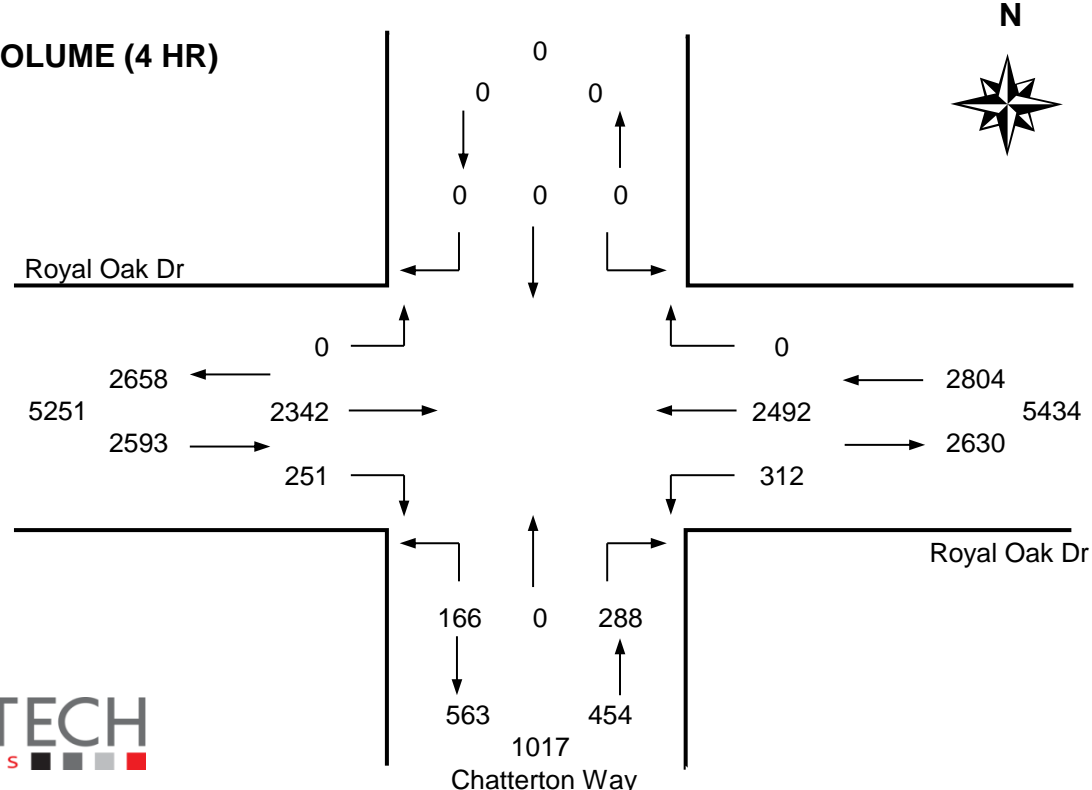 N
OLUME (4 HR)
0
0 0
0 0 0
Royal Oak Dr
0 0
2658 2804
5251 2342 2492 5434
2593 2630
251 312
Royal Oak Dr
166 0 288
563 454
1017
Chatterton Way
TECH
s